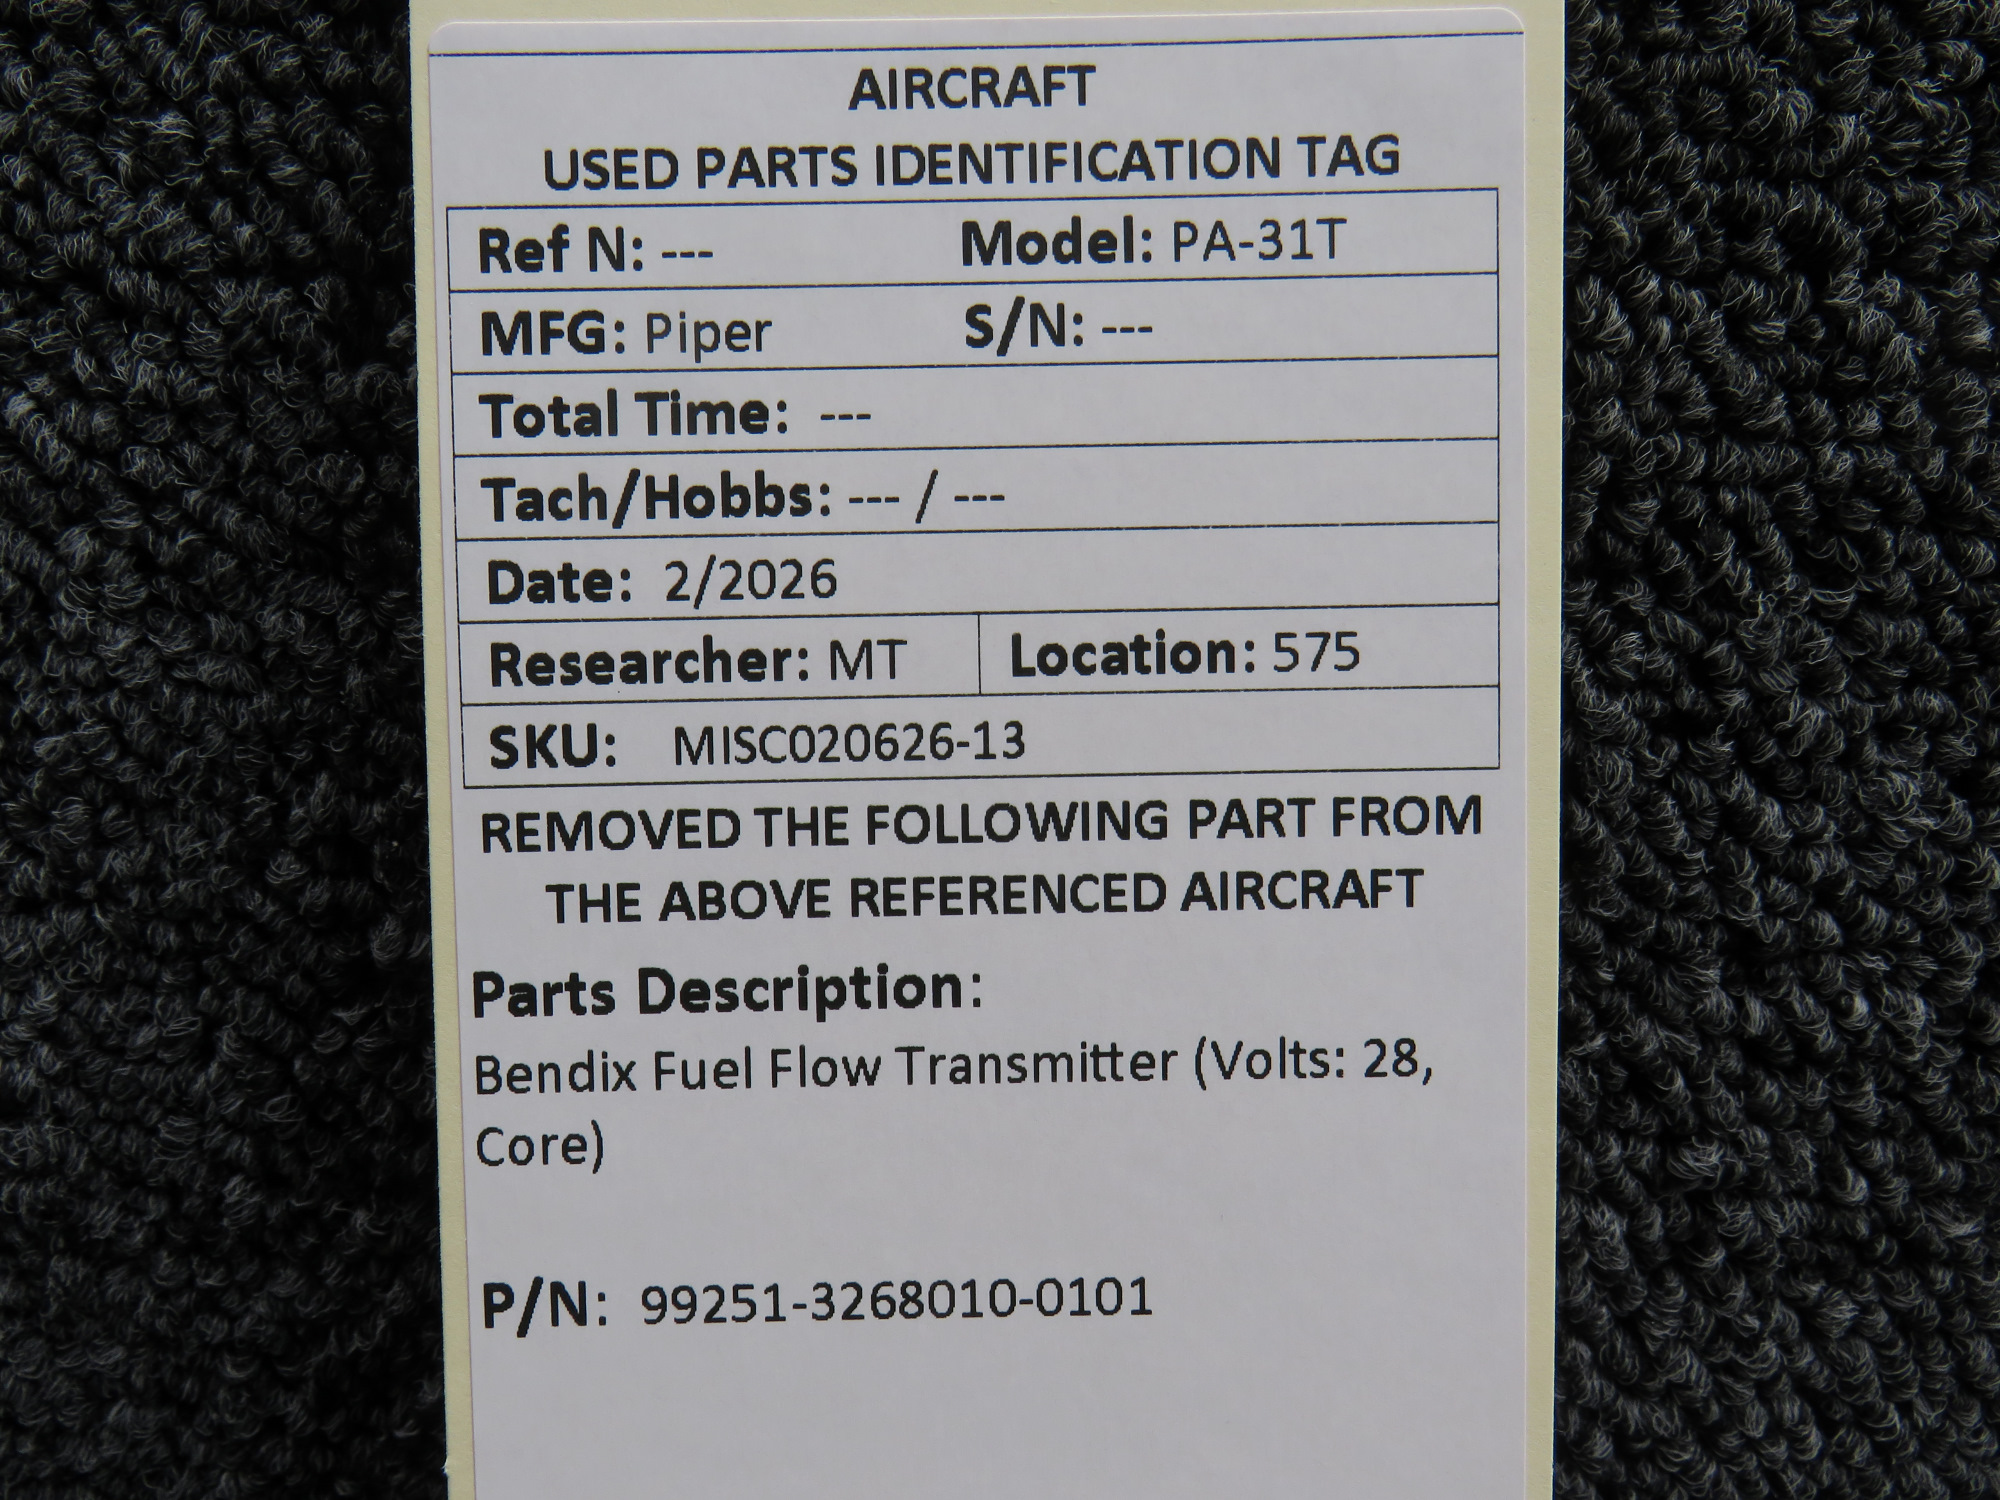 AIRCRAFT
USED PARTS IDENTIFICATION TAG
Ref N: --- Model: PA-31T
MFG: Piper S/N: ---
Total Time: ---
Tach/Hobbs: --- / ---
Date: 2/2026
Researcher: MT Location: 575
SKU: MISC020626-13
REMOVED THE FOLLOWING PART FROM
THE ABOVE REFERENCED AIRCRAFT
Parts Description:
Bendix Fuel Flow Transmitter (Volts: 28,
Core)
P/N: 99251-3268010-0101